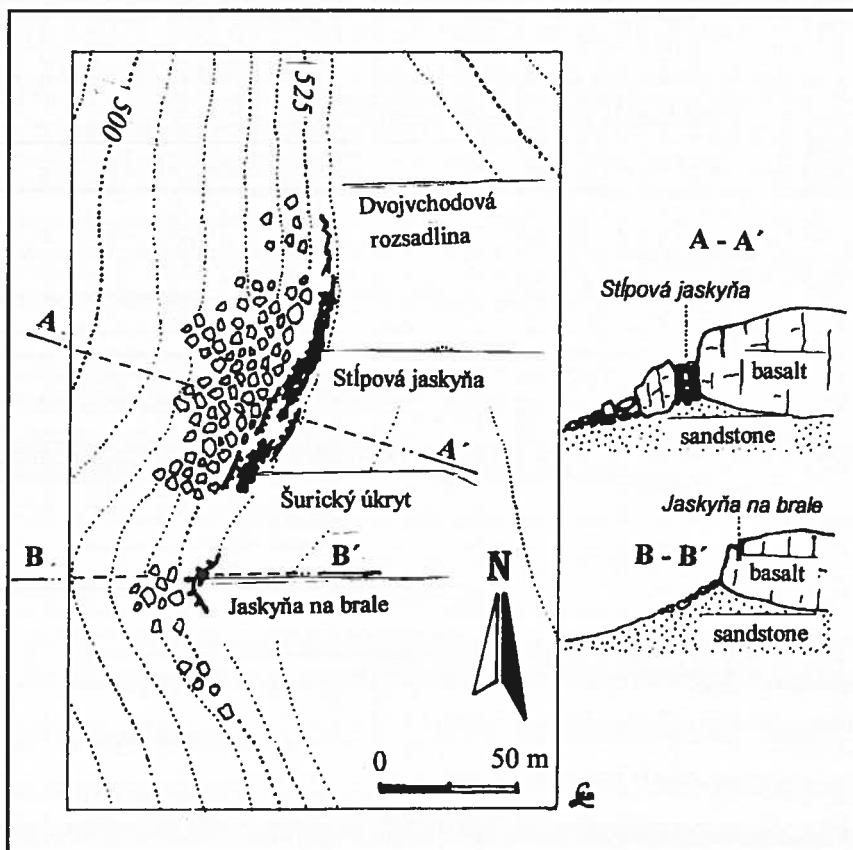 500
525
Dvojvchodová
rozsadlina
A
Stĺpová jaskyňa
A´
Šurický úkryt
B
B´
Jaskyňa na brale
N
0
50 m
A - A´
Stĺpová jaskyňa
basalt
sandstone
Jaskyňa na brale
B - B´
basalt
sandstone